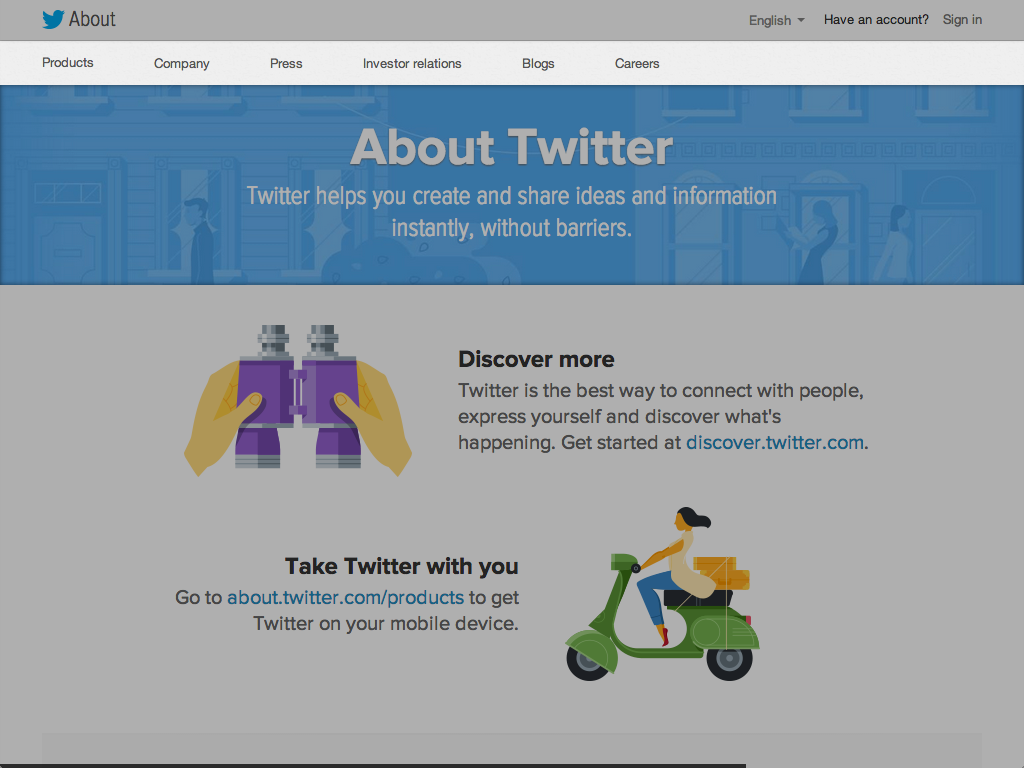 About
English
Have an account? Sign in
Products Company Press Investor relations Blogs Careers
About Twitter
Twitter helps you create and share ideas and information
instantly, without barriers.
Discover more
Twitter is the best way to connect with people,
express yourself and discover what's
happening. Get started at discover.twitter.com.
Take Twitter with you
Go to about.twitter.com/products to get
Twitter on your mobile device.